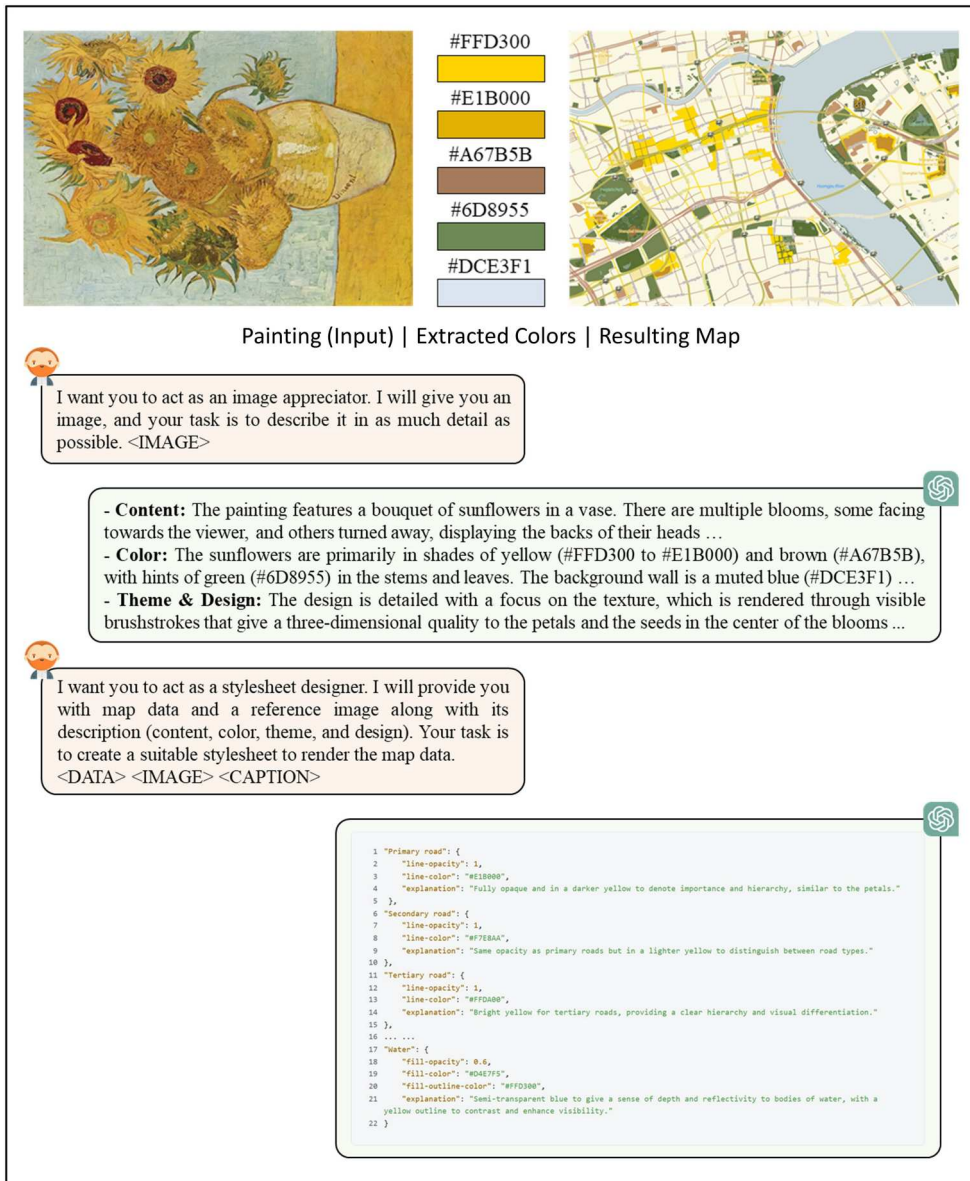 #FFD300
#E1B000
#A67B5B
#6D8955
#DCE3F1
Vincent
Painting (Input) | Extracted Colors | Resulting Map
I want you to act as an image appreciator. I will give you an
image, and your task is to describe it in as much detail as
possible. <IMAGE>
- Content: The painting features a bouquet of sunflowers in a vase. There are multiple blooms, some facing
towards the viewer, and others turned away, displaying the backs of their heads …
- Color: The sunflowers are primarily in shades of yellow (#FFD300 to #E1B000) and brown (#A67B5B),
with hints of green (#6D8955) in the stems and leaves. The background wall is a muted blue (#DCE3F1) …
- Theme & Design: The design is detailed with a focus on the texture, which is rendered through visible
brushstrokes that give a three-dimensional quality to the petals and the seeds in the center of the blooms ...
I want you to act as a stylesheet designer. I will provide you
with map data and a reference image along with its
description (content, color, theme, and design). Your task is
to create a suitable stylesheet to render the map data.
<DATA> <IMAGE> <CAPTION>
1 "Primary road": {
2 "line-opacity": 1,
3 "line-color": "#E1B000",
4 "explanation": "Fully opaque and in a darker yellow to denote importance and hierarchy, similar to the petals."
5 },
6 "Secondary road": {
7 "line-opacity": 1,
8 "line-color": "#F7E8AA",
9 "explanation": "Same opacity as primary roads but in a lighter yellow to distinguish between road types."
10 },
11 "Tertiary road": {
12 "line-opacity": 1,
13 "line-color": "#FFDA00",
14 "explanation": "Bright yellow for tertiary roads, providing a clear hierarchy and visual differentiation."
15 },
16 ... ...
17 "Water": {
18 "fill-opacity": 0.6,
19 "fill-color": "#D4E7F5",
20 "fill-outline-color": "#FFD300",
21 "explanation": "Semi-transparent blue to give a sense of depth and reflectivity to bodies of water, with a
yellow outline to contrast and enhance visibility."
22 }